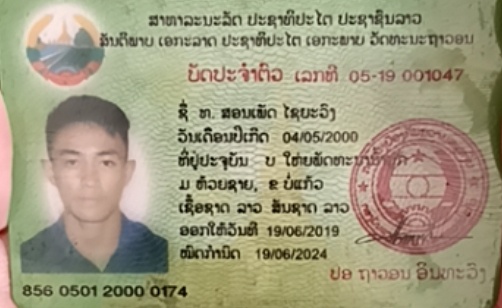 ສາທາລະນະລັດ ປະຊາທິປະໄຕ ປະຊາຊົນລາວ
ສັນຕິພາບ ເອກະລາດ ປະຊາທິປະໄຕ ເອກະພາບ ວັດທະນະຖາວອນ
ບັດປະຈໍາຕົວ ເລກທີ 05-19 001047
ຊື່ ທ. ສອນເພັດ ໄຊຍະວົງ
ວັນເດືອນປີເກີດ 04/05/2000
ທີ່ຢູ່ປະຈຸບັນ ບ ໃຫຍ່ພັດທະນາ
ມ ຫ້ວຍຊາຍ, ຂ ບໍ່ແກ້ວ
ເຊື້ອຊາດ ລາວ ສັນຊາດ ລາວ
ອອກໃຫ້ວັນທີ 19/06/2019
ໝົດກໍານົດ 19/06/2024
ປອ ຖາວອນ ອິນທະວົງ
856 0501 2000 0174